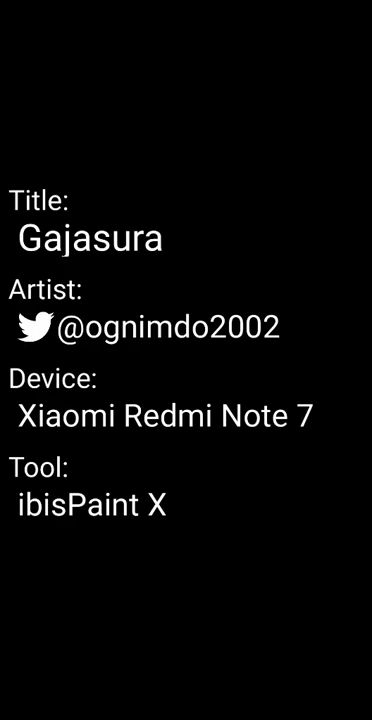 Title:
Gajasura
Artist:
@ognimdo2002
Device:
Xiaomi Redmi Note 7
Tool:
ibisPaint X